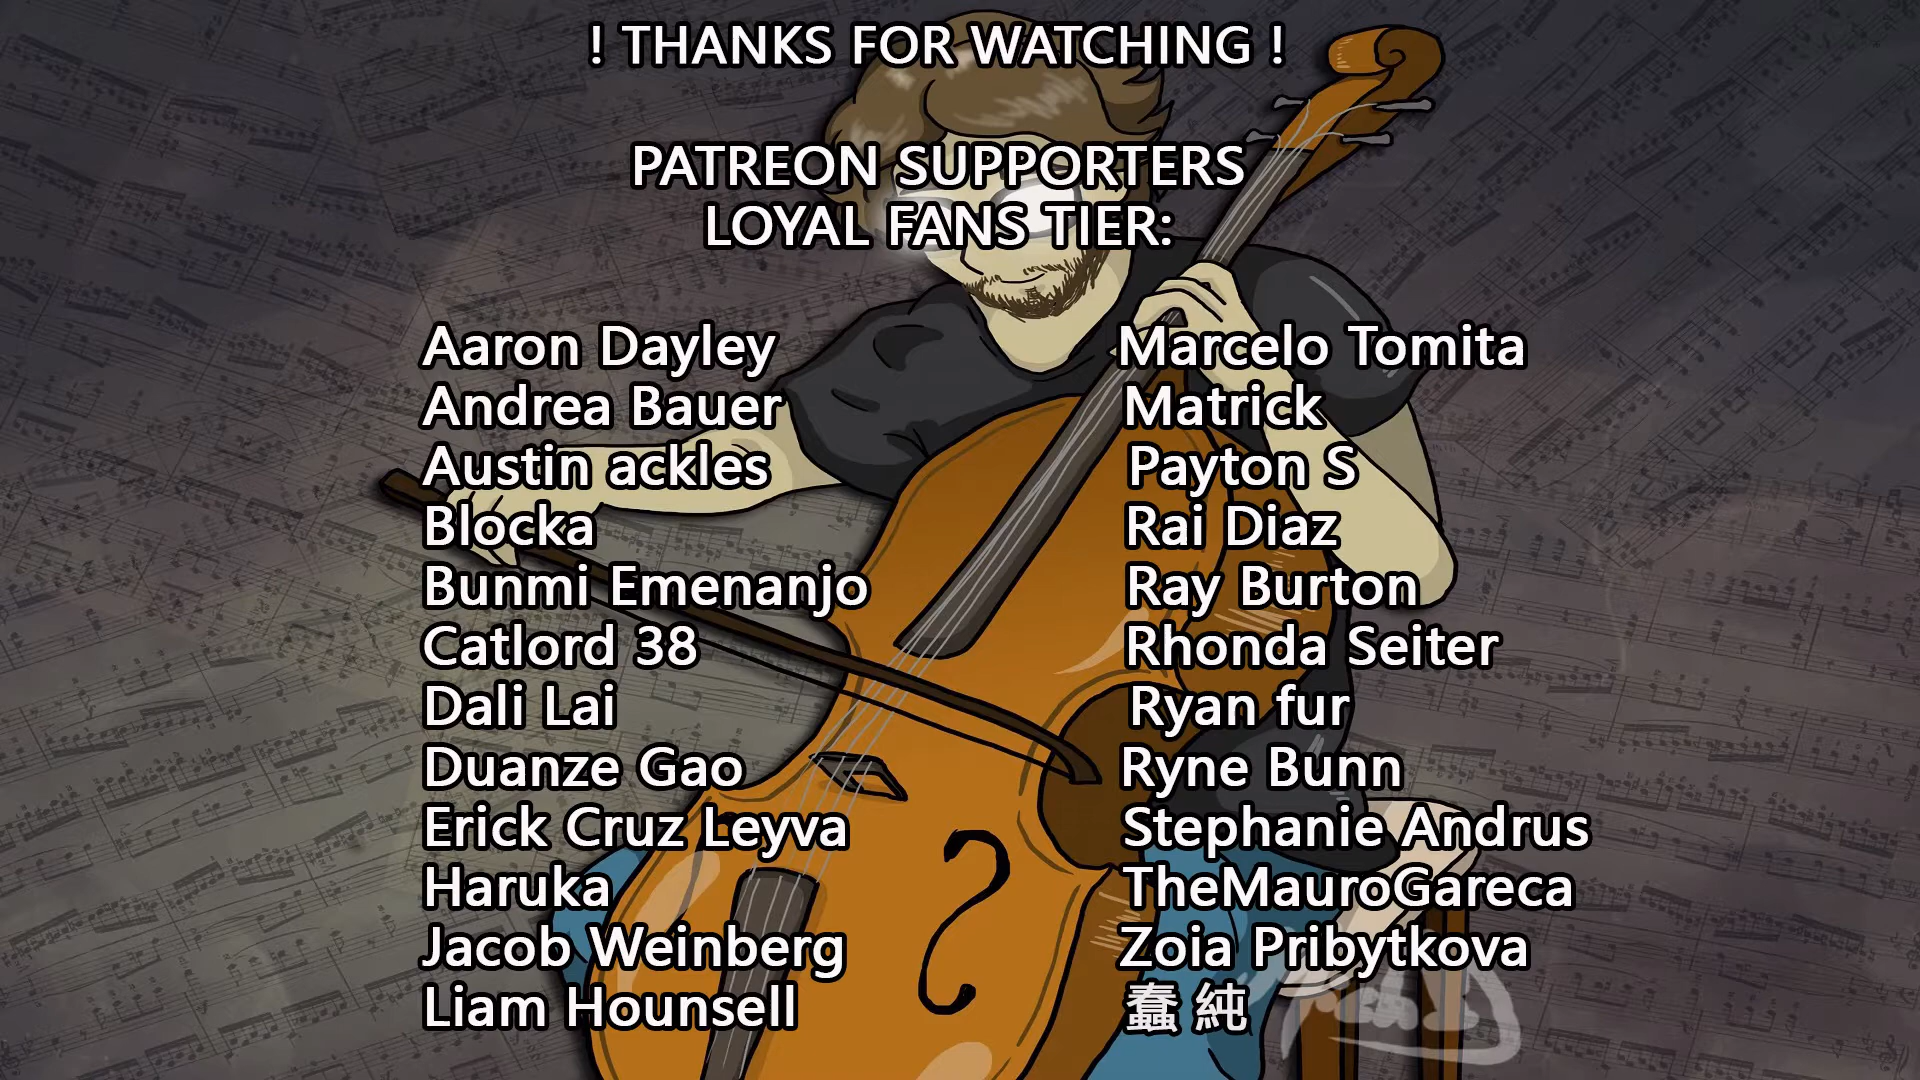 ! THANKS FOR WATCHING !
PATREON SUPPORTERS
LOYAL FANS TIER:
Aaron Dayley
Andrea Bauer
Austin ackles
Blocka
Bunmi Emenanjo
Catlord 38
Dali Lai
Duanze Gao
Erick Cruz Leyva
Haruka
Jacob Weinberg
Liam Hounsell
Marcelo Tomita
Matrick
Payton S
Rai Diaz
Ray Burton
Rhonda Seiter
Ryan fur
Ryne Bunn
Stephanie Andrus
TheMauroGareca
Zoia Pribytkova
蠢 純